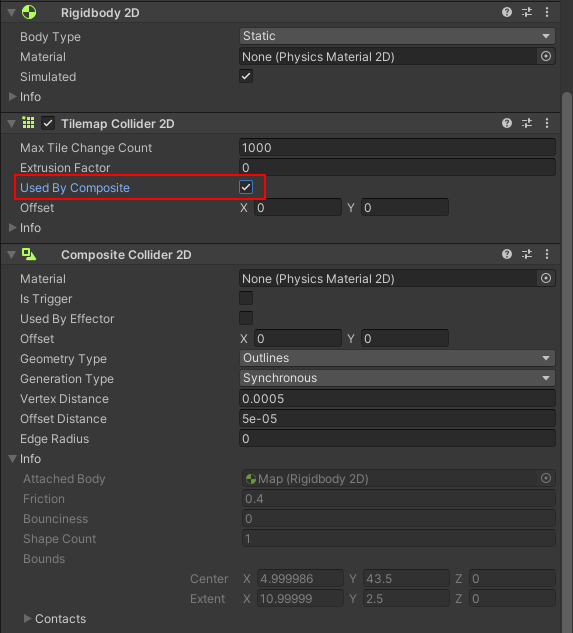 Rigidbody 2D
Body Type Static
Material None (Physics Material 2D)
Simulated
Info
Tilemap Collider 2D
Max Tile Change Count 1000
Extrusion Factor 0
Used By Composite
Offset X 0 Y 0
Info
Composite Collider 2D
Material None (Physics Material 2D)
Is Trigger
Used By Effector
Offset X 0 Y 0
Geometry Type Outlines
Generation Type Synchronous
Vertex Distance 0.0005
Offset Distance 5e-05
Edge Radius 0
Info
Attached Body Map (Rigidbody 2D)
Friction 0.4
Bounciness 0
Shape Count 1
Bounds
Center X 4.999986 Y 43.5 Z 0
Extent X 10.99999 Y 2.5 Z 0
Contacts